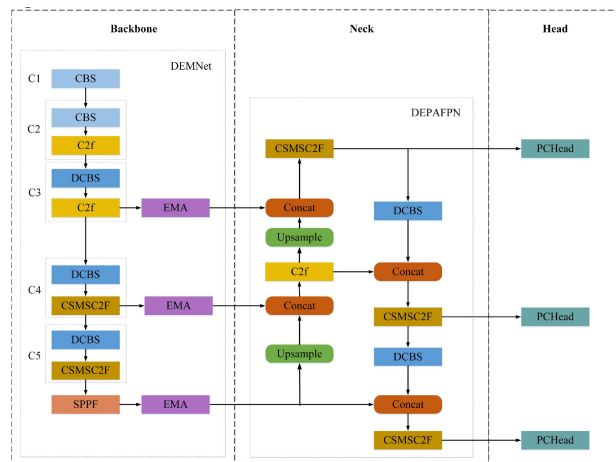 Backbone
Neck
Head
DEMNet
C1
CBS
CBS
C2
C2f
C3
DCBS
C2f
EMA
DCBS
C4
CSMSC2F
EMA
DCBS
C5
CSMSC2F
SPPF
EMA
DEPAFPN
CSMSC2F
Concat
Upsample
C2f
Concat
Upsample
DCBS
Concat
CSMSC2F
DCBS
Concat
CSMSC2F
PCHead
PCHead
PCHead